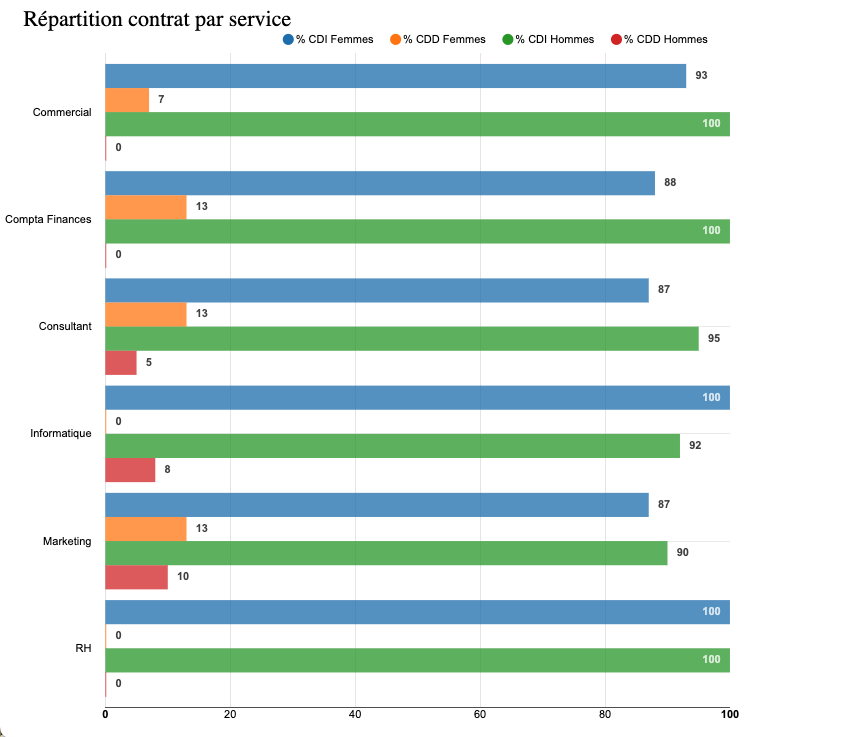 Répartition contrat par service
% CDI Femmes % CDD Femmes % CDI Hommes % CDD Hommes
93
7
Commercial
100
0
88
13
Compta Finances
100
0
87
13
Consultant
95
5
100
0
Informatique
92
8
87
13
Marketing
90
10
100
0
RH
100
0
0 20 40 60 80 100